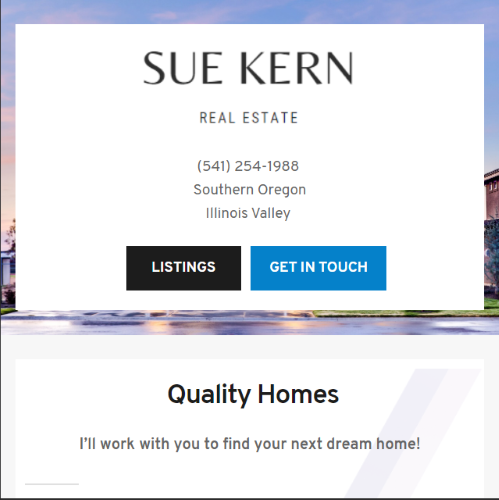 SUE KERN
REAL ESTATE
(541) 254-1988
Southern Oregon
Illinois Valley
LISTINGS
GET IN TOUCH
Quality Homes
I'll work with you to find your next dream home!